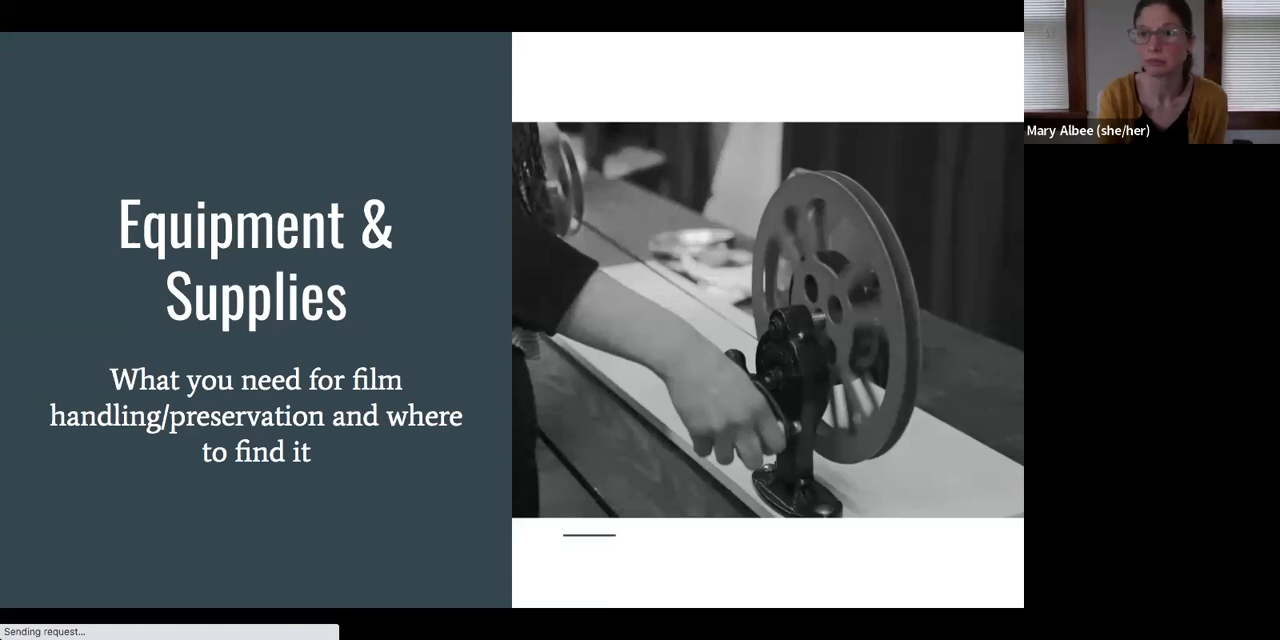 Equipment &
Supplies
What you need for film
handling/preservation and where
to find it
Mary Albee (she/her)
Sending request...